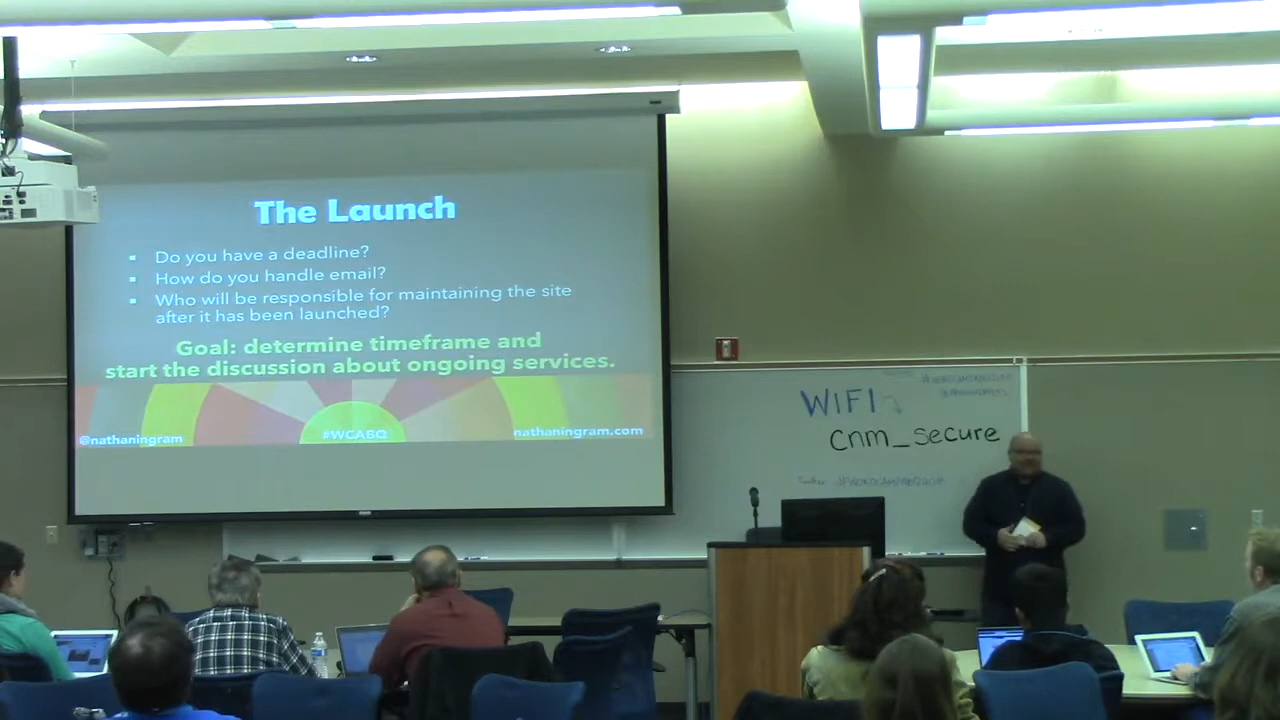 The Launch
Do you have a deadline?
How do you handle email?
Who will be responsible for maintaining the site
after it has been launched?
Goal: determine timeframe and
start the discussion about ongoing services.
@nathaningram
#WCABQ
nathaningram.com
WIFI
cnm_secure
Twitter